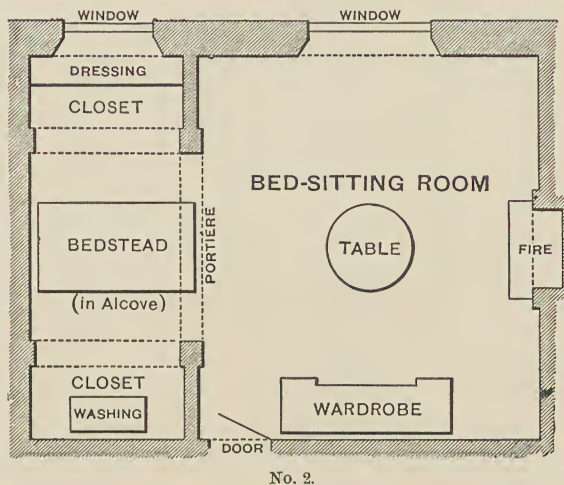 WINDOW
WINDOW
DRESSING
CLOSET
BED-SITTING ROOM
BEDSTEAD
(in Alcove)
PORTIÈRE
TABLE
FIRE
CLOSET
WASHING
WARDROBE
DOOR
No. 2.